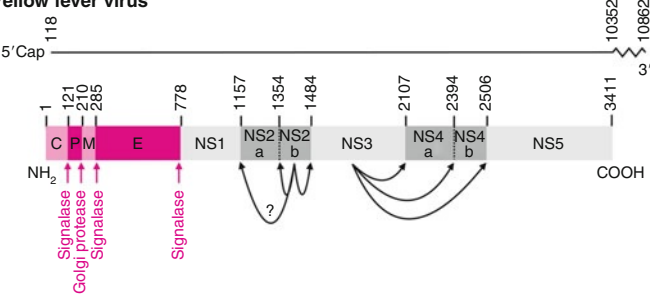 ellow fever virus
118
10352
10862
5′Cap
3′
1
121
210
285
778
1157
1354
1484
2107
2394
2506
3411
C P M E NS1 NS2 a NS2 b NS3 NS4 a NS4 b NS5
NH2
COOH
?
Signalase
Golgi protease
Signalase
Signalase